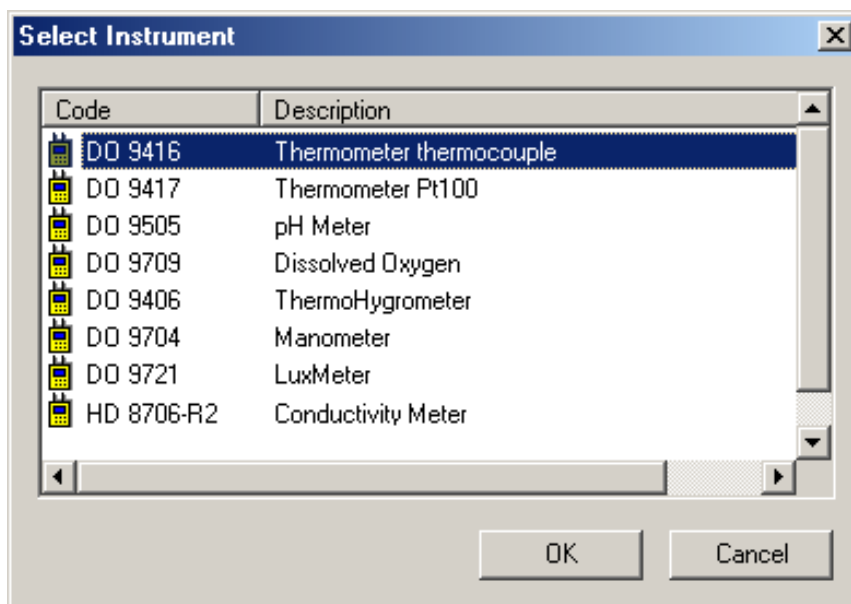 Select Instrument
Code Description
DO 9416 Thermometer thermocouple
DO 9417 Thermometer Pt100
DO 9505 pH Meter
DO 9709 Dissolved Oxygen
DO 9406 ThermoHygrometer
DO 9704 Manometer
DO 9721 LuxMeter
HD 8706-R2 Conductivity Meter
OK Cancel